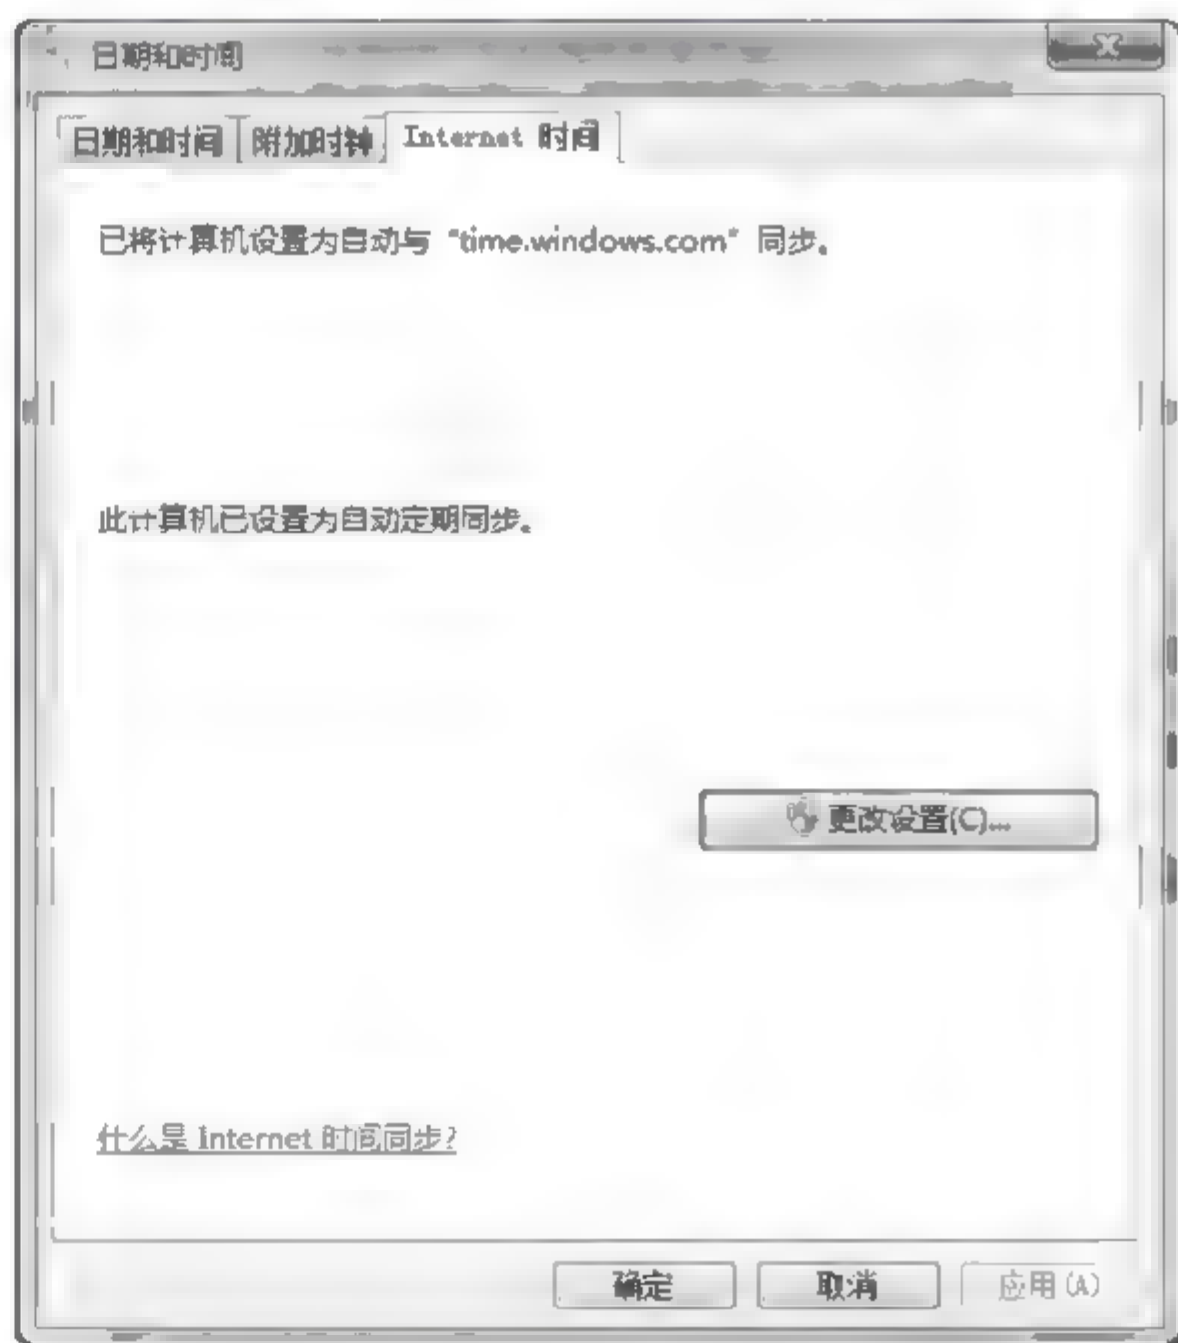 日期和时间
日期和时间 附加时钟 Internet 时间
已将计算机设置为自动与 "time.windows.com" 同步。
此计算机已设置为自动定期同步。
更改设置(C)...
什么是 Internet 时间同步?
确定 取消 应用(A)